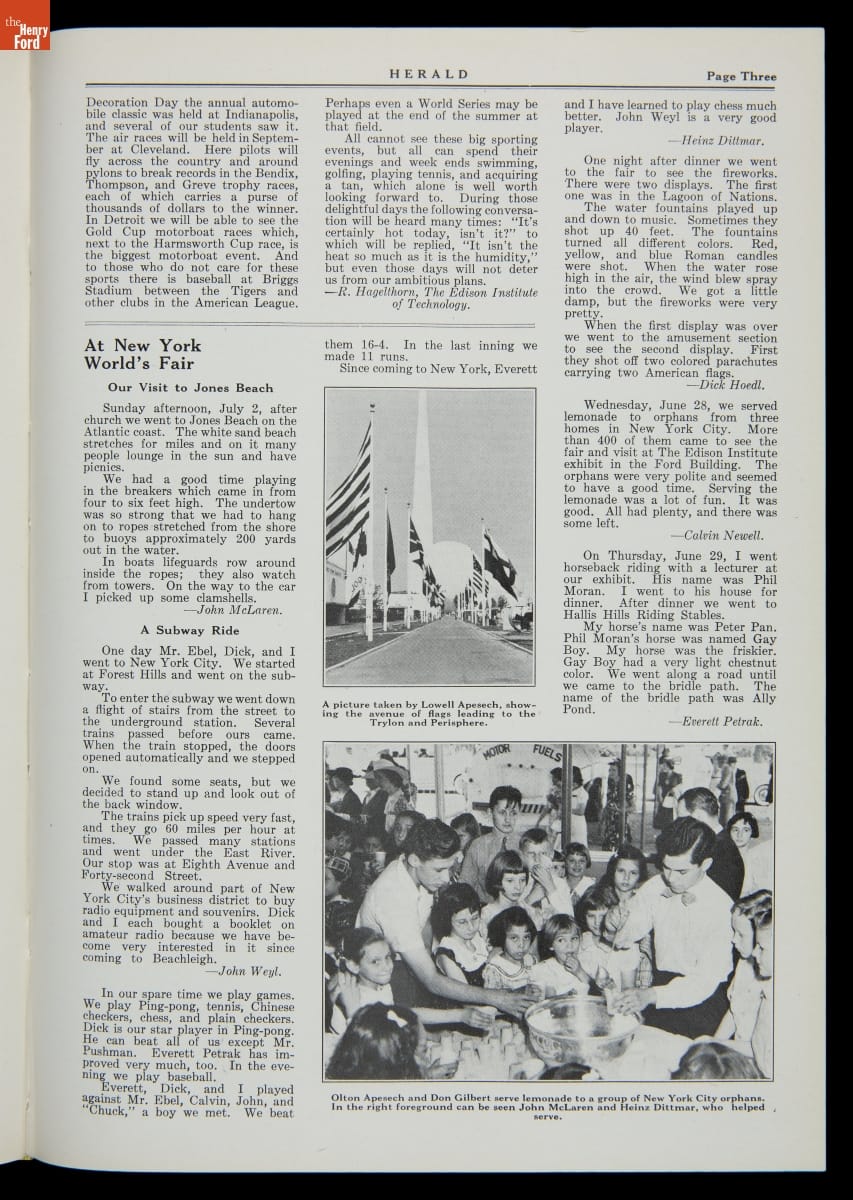 the
Henry
Ford
HERALD
Page Three
Decoration Day the annual automo-
bile classic was held at Indianapolis,
and several of our students saw it.
The air races will be held in Septem-
ber at Cleveland. Here pilots will
fly across the country and around
pylons to break records in the Bendix,
Thompson, and Greve trophy races,
each of which carries a purse of
thousands of dollars to the winner.
In Detroit we will be able to see the
Gold Cup motorboat races which,
next to the Harmsworth Cup race, is
the biggest motorboat event. And
to those who do not care for these
sports there is baseball at Briggs
Stadium between the Tigers and
other clubs in the American League.
Perhaps even a World Series may be
played at the end of the summer at
that field.
All cannot see these big sporting
events, but all can spend their
evenings and week ends swimming,
golfing, playing tennis, and acquiring
a tan, which alone is well worth
looking forward to. During those
delightful days the following conversa-
tion will be heard many times: "It's
certainly hot today, isn't it?" to
which will be replied, "It isn't the
heat so much as it is the humidity,"
but even those days will not deter
us from our ambitious plans.
—R. Hagelthorn, The Edison Institute
of Technology.
At New York
World's Fair
Our Visit to Jones Beach
Sunday afternoon, July 2, after
church we went to Jones Beach on the
Atlantic coast. The white sand beach
stretches for miles and on it many
people lounge in the sun and have
picnics.
We had a good time playing
in the breakers which came in from
four to six feet high. The undertow
was so strong that we had to hang
on to ropes stretched from the shore
to buoys approximately 200 yards
out in the water.
In boats lifeguards row around
inside the ropes; they also watch
from towers. On the way to the car
I picked up some clamshells.
—John McLaren.
A Subway Ride
One day Mr. Ebel, Dick, and I
went to New York City. We started
at Forest Hills and went on the sub-
way.
To enter the subway we went down
a flight of stairs from the street to
the underground station. Several
trains passed before ours came.
When the train stopped, the doors
opened automatically and we stepped
on.
We found some seats, but we
decided to stand up and look out of
the back window.
The trains pick up speed very fast,
and they go 60 miles per hour at
times. We passed many stations
and went under the East River.
Our stop was at Eighth Avenue and
Forty-second Street.
We walked around part of New
York City's business district to buy
radio equipment and souvenirs. Dick
and I each bought a booklet on
amateur radio because we have be-
come very interested in it since
coming to Beachleigh.
—John Weyl.
In our spare time we play games.
We play Ping-pong, tennis, Chinese
checkers, chess, and plain checkers.
Dick is our star player in Ping-pong.
He can beat all of us except Mr.
Pushman. Everett Petrak has im-
proved very much, too. In the eve-
ning we play baseball.
Everett, Dick, and I played
against Mr. Ebel, Calvin, John, and
"Chuck," a boy we met. We beat
them 16-4. In the last inning we
made 11 runs.
Since coming to New York, Everett
A picture taken by Lowell Apesech, show-
ing the avenue of flags leading to the
Trylon and Perisphere.
and I have learned to play chess much
better. John Weyl is a very good
player.
—Heinz Dittmar.
One night after dinner we went
to the fair to see the fireworks.
There were two displays. The first
one was in the Lagoon of Nations.
The water fountains played up
and down to music. Sometimes they
shot up 40 feet. The fountains
turned all different colors. Red,
yellow, and blue Roman candles
were shot. When the water rose
high in the air, the wind blew spray
into the crowd. We got a little
damp, but the fireworks were very
pretty.
When the first display was over
we went to the amusement section
to see the second display. First
they shot off two colored parachutes
carrying two American flags.
—Dick Hoedl.
Wednesday, June 28, we served
lemonade to orphans from three
homes in New York City. More
than 400 of them came to see the
fair and visit at The Edison Institute
exhibit in the Ford Building. The
orphans were very polite and seemed
to have a good time. Serving the
lemonade was a lot of fun. It was
good. All had plenty, and there was
some left.
—Calvin Newell.
On Thursday, June 29, I went
horseback riding with a lecturer at
our exhibit. His name was Phil
Moran. I went to his house for
dinner. After dinner we went to
Hallis Hills Riding Stables.
My horse's name was Peter Pan.
Phil Moran's horse was named Gay
Boy. My horse was the friskier.
Gay Boy had a very light chestnut
color. We went along a road until
we came to the bridle path. The
name of the bridle path was Ally
Pond.
—Everett Petrak.
MOTOR FUELS
Olton Apesech and Don Gilbert serve lemonade to a group of New York City orphans.
In the right foreground can be seen John McLaren and Heinz Dittmar, who helped
serve.